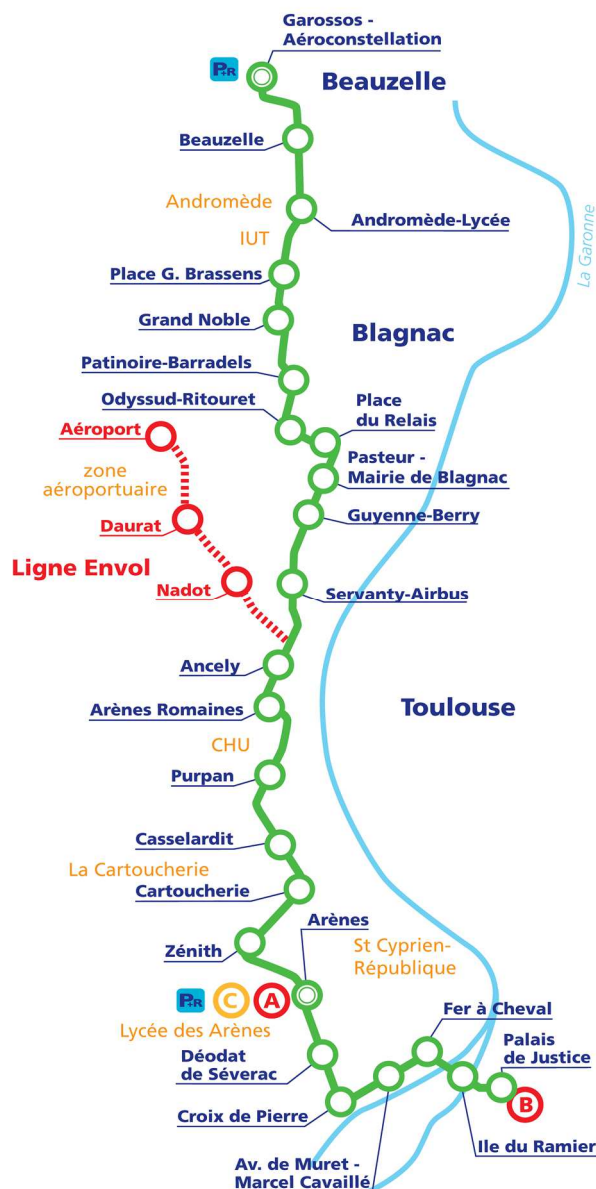 Garossos -
Aéroconstellation
P+R
Beauzelle
Beauzelle
Andromède
Andromède-Lycée
La Garonne
IUT
Place G. Brassens
Grand Noble
Blagnac
Patinoire-Barradels
Odyssud-Ritouret
Place
du Relais
Aéroport
Pasteur -
Mairie de Blagnac
zone
aéroportuaire
Guyenne-Berry
Daurat
Ligne Envol
Nadot
Servanty-Airbus
Ancely
Arènes Romaines
Toulouse
CHU
Purpan
Casselardit
La Cartoucherie
Cartoucherie
Arènes
Zénith
St Cyprien-
République
P+R
C
A
Lycée des Arènes
Fer à Cheval
Déodat
de Séverac
Palais
de Justice
B
Croix de Pierre
Ile du Ramier
Av. de Muret -
Marcel Cavaillé